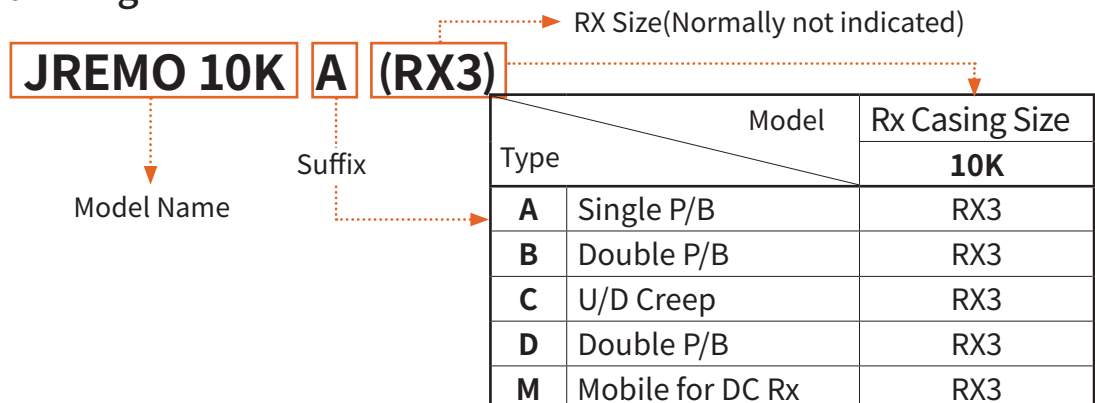 RX Size(Normally not indicated)
JREMO 10K A (RX3)
Model Rx Casing Size
Type 10K
Suffix
Model Name
A Single P/B RX3
B Double P/B RX3
C U/D Creep RX3
D Double P/B RX3
M Mobile for DC Rx RX3